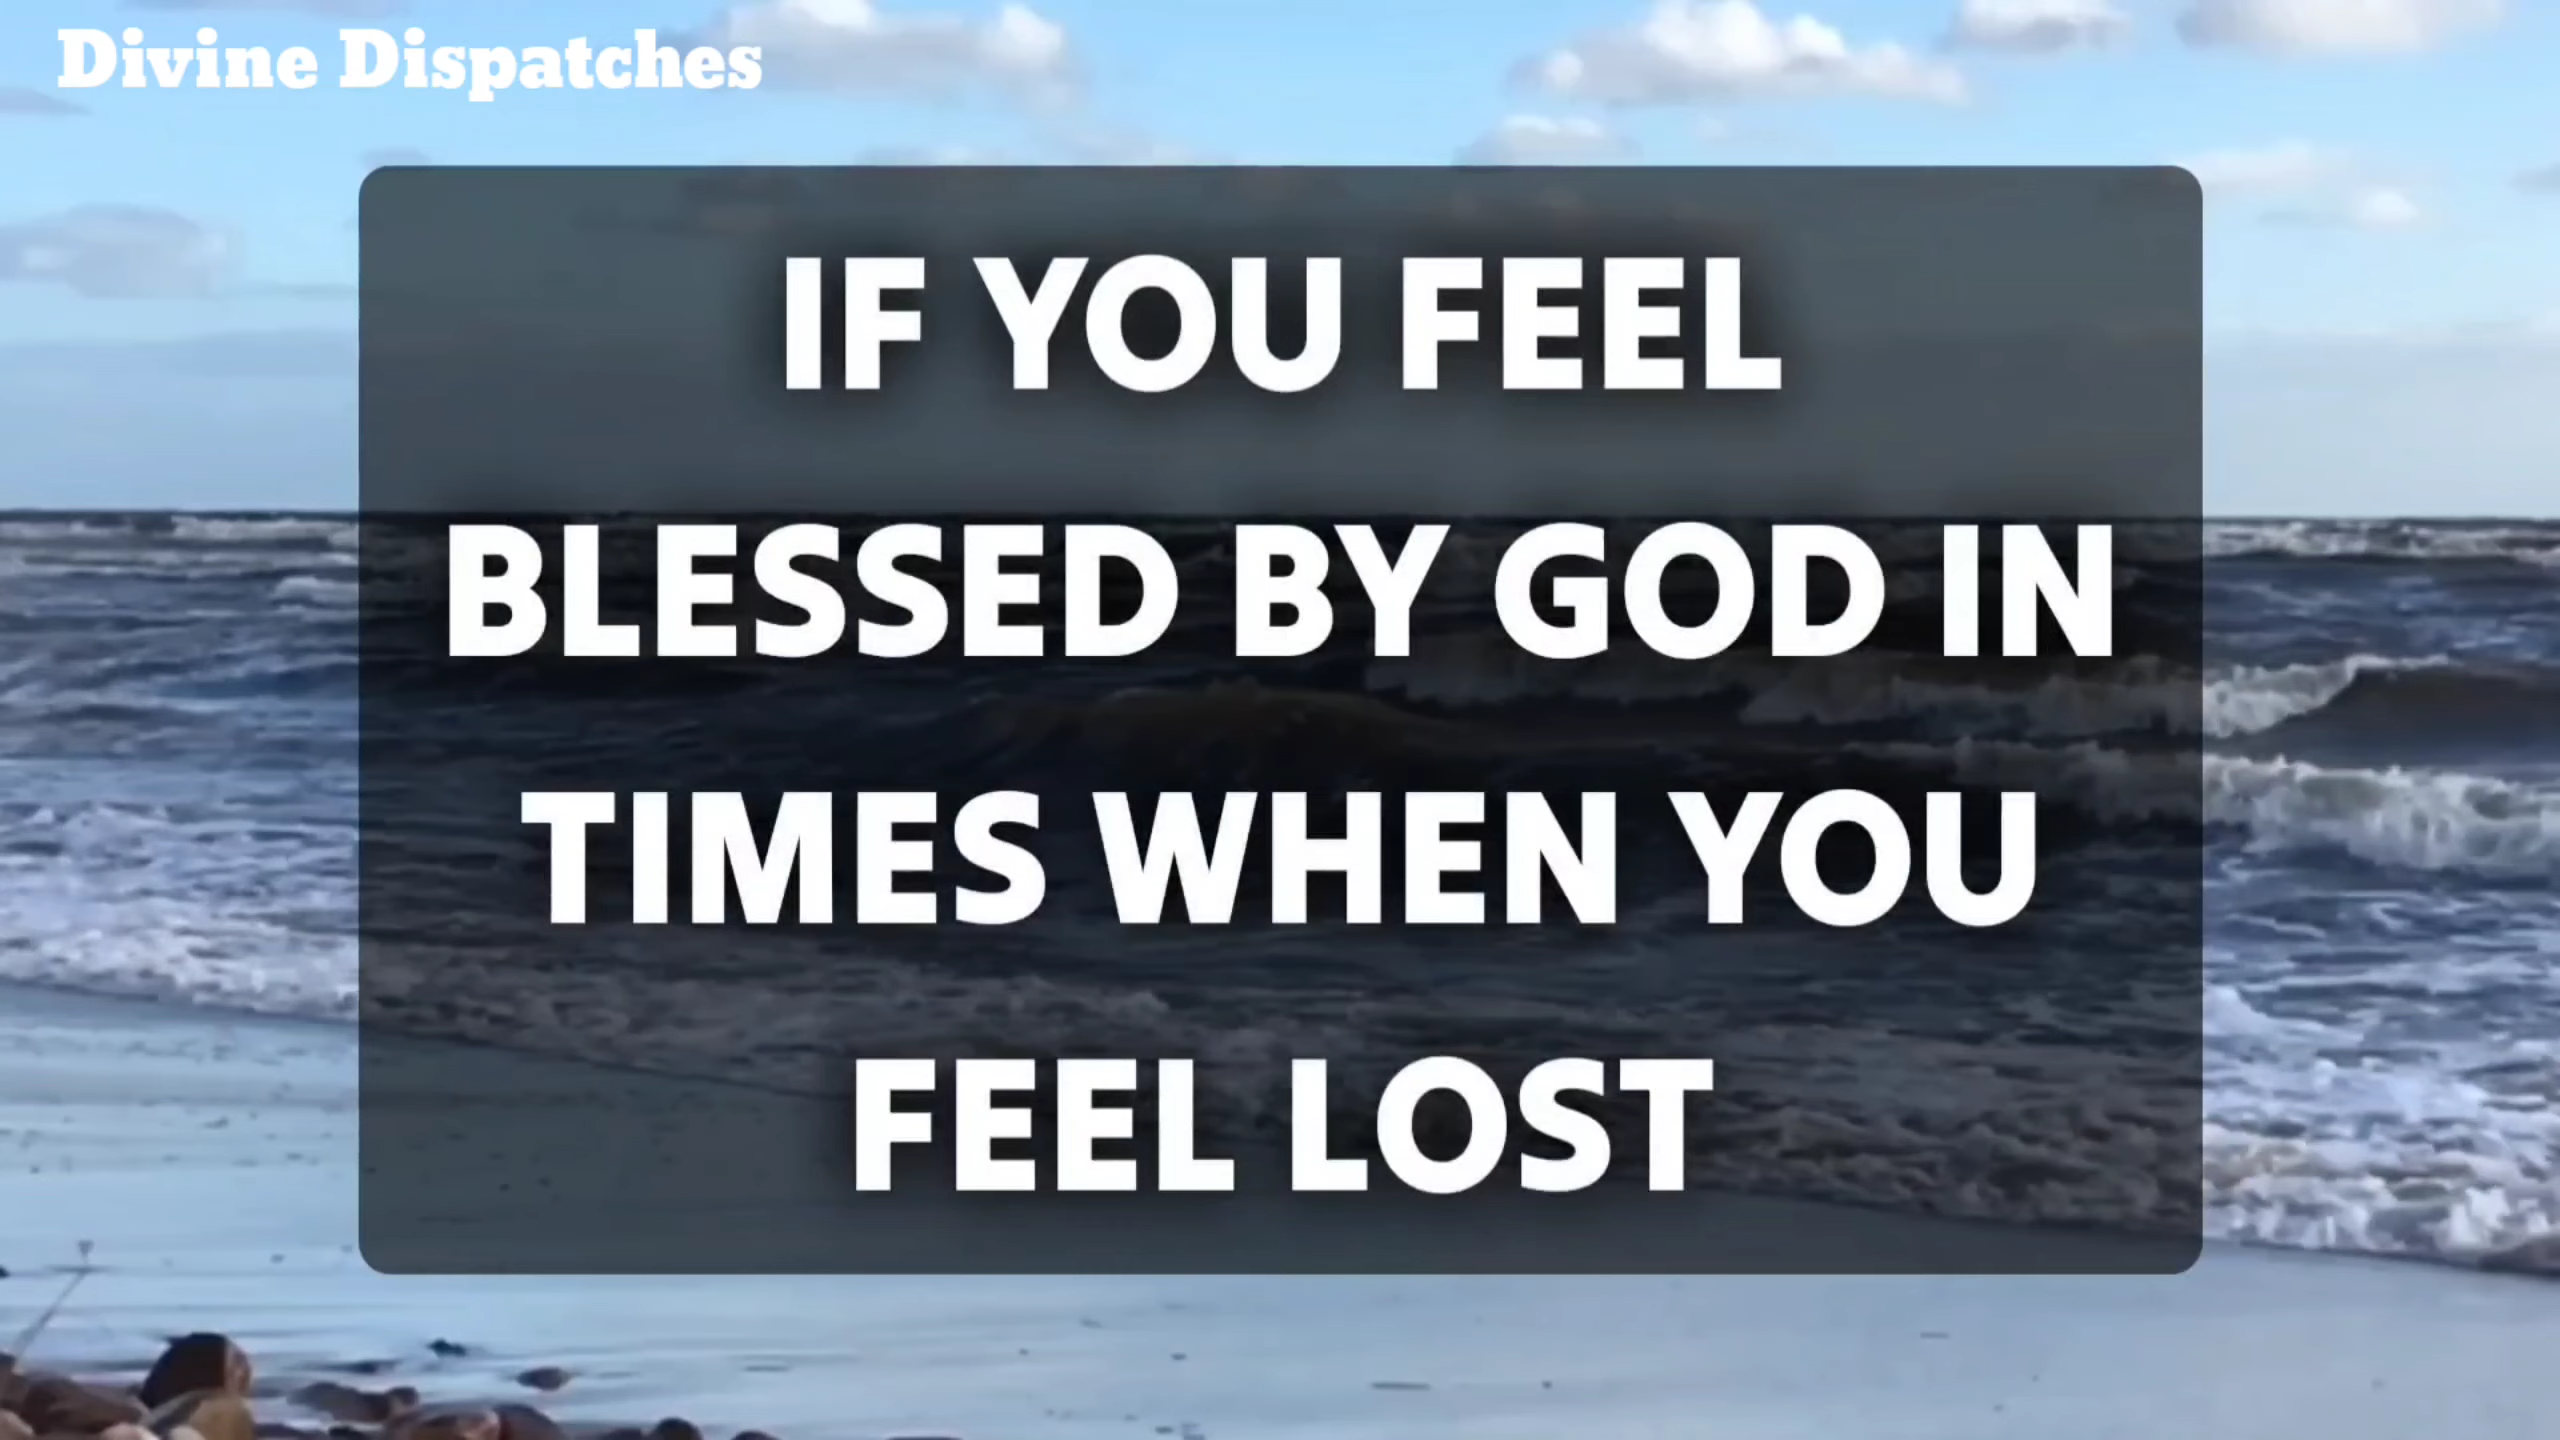 Divine Dispatches
IF YOU FEEL
BLESSED BY GOD IN
TIMES WHEN YOU
FEEL LOST